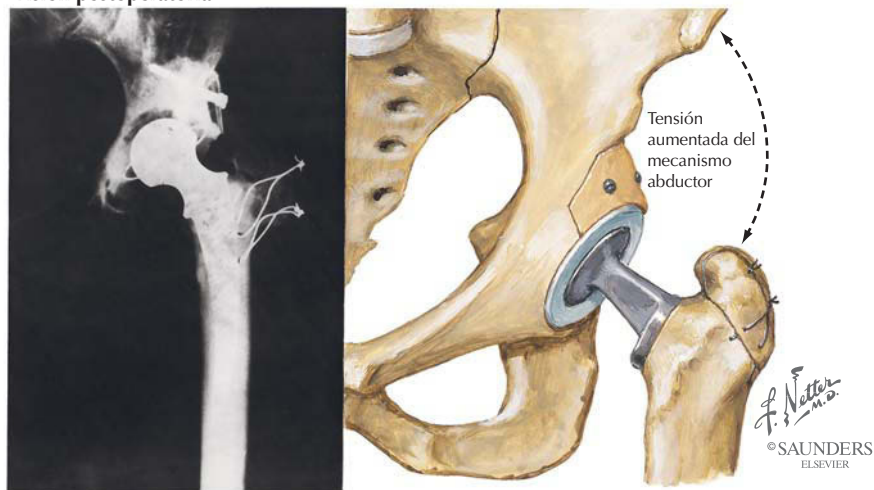 Tensión
aumentada del
mecanismo
abductor
F. Netter
M.D.
©SAUNDERS
ELSEVIER